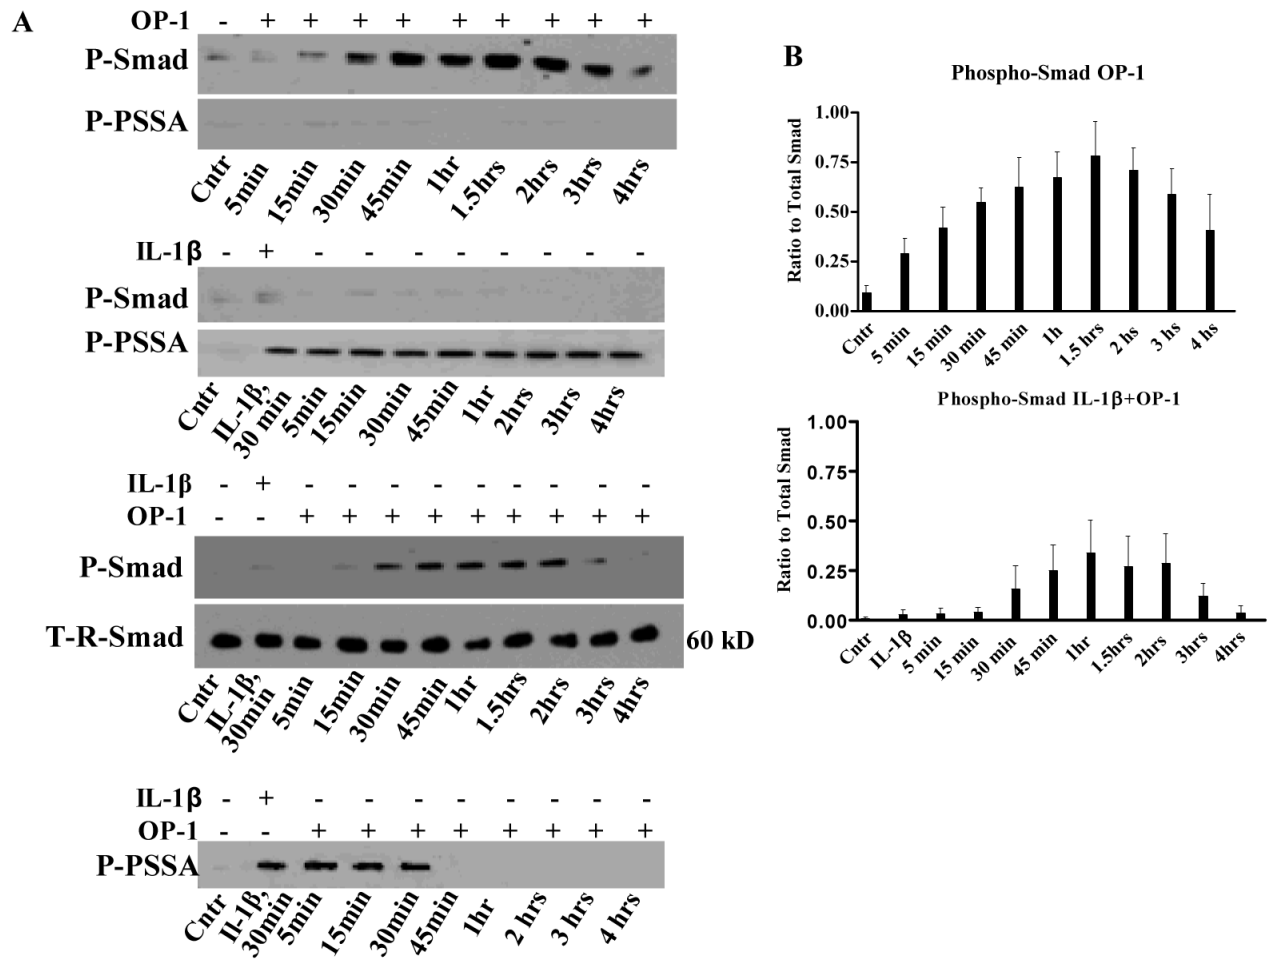 A
OP-1 - + + + + + + + + +
P-Smad
P-PSSA
Cntr 5min 15min 30min 45min 1hr 1.5hrs 2hrs 3hrs 4hrs
IL-1β - + - - - - - - - -
P-Smad
P-PSSA
Cntr IL-1β, 30 min 5min 15min 30min 45min 1hr 2hrs 3hrs 4hrs
IL-1β - + - - - - - - - - -
OP-1 - - + + + + + + + + +
P-Smad
T-R-Smad 60 kD
Cntr IL-1β, 30min 5min 15min 30min 45min 1hr 1.5hrs 2hrs 3hrs 4hrs
IL-1β - + - - - - - - - -
OP-1 - - + + + + + + + +
P-PSSA
Cntr Il-1β, 30min 5min 15min 30min 45min 1hr 2 hrs 3 hrs 4 hrs
B
Phospho-Smad OP-1
Ratio to Total Smad
1.00
0.75
0.50
0.25
0.00
Cntr 5 min 15 min 30 min 45 min 1h 1.5 hrs 2 hs 3 hs 4 hs
Phospho-Smad IL-1β+OP-1
Ratio to Total Smad
1.00
0.75
0.50
0.25
0.00
Cntr IL-1β 5 min 15 min 30 min 45 min 1hr 1.5hrs 2hrs 3hrs 4hrs